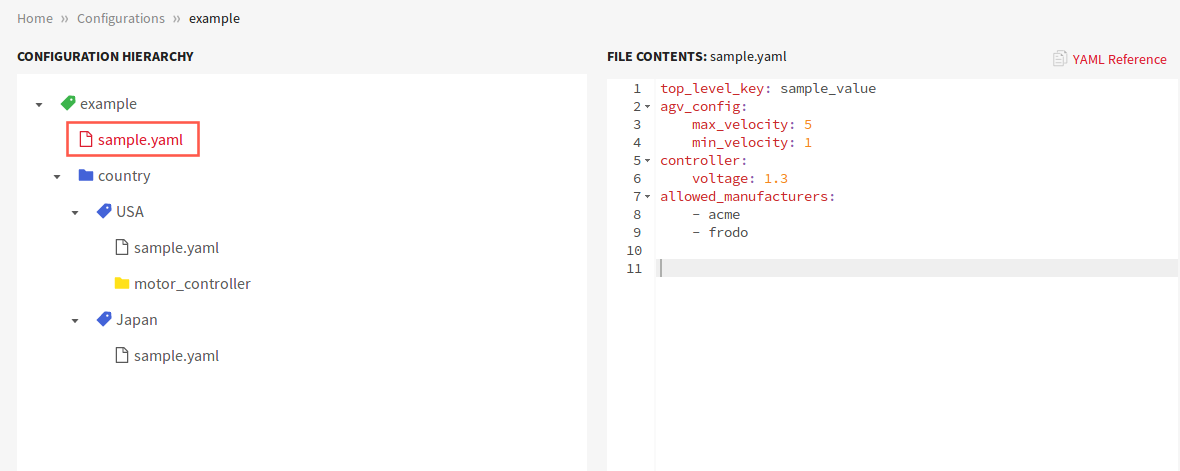 Home » Configurations » example
CONFIGURATION HIERARCHY
example
sample.yaml
country
USA
sample.yaml
motor_controller
Japan
sample.yaml
FILE CONTENTS: sample.yaml
YAML Reference
1 top_level_key: sample_value
2 agv_config:
3 max_velocity: 5
4 min_velocity: 1
5 controller:
6 voltage: 1.3
7 allowed_manufacturers:
8 - acme
9 - frodo
10
11